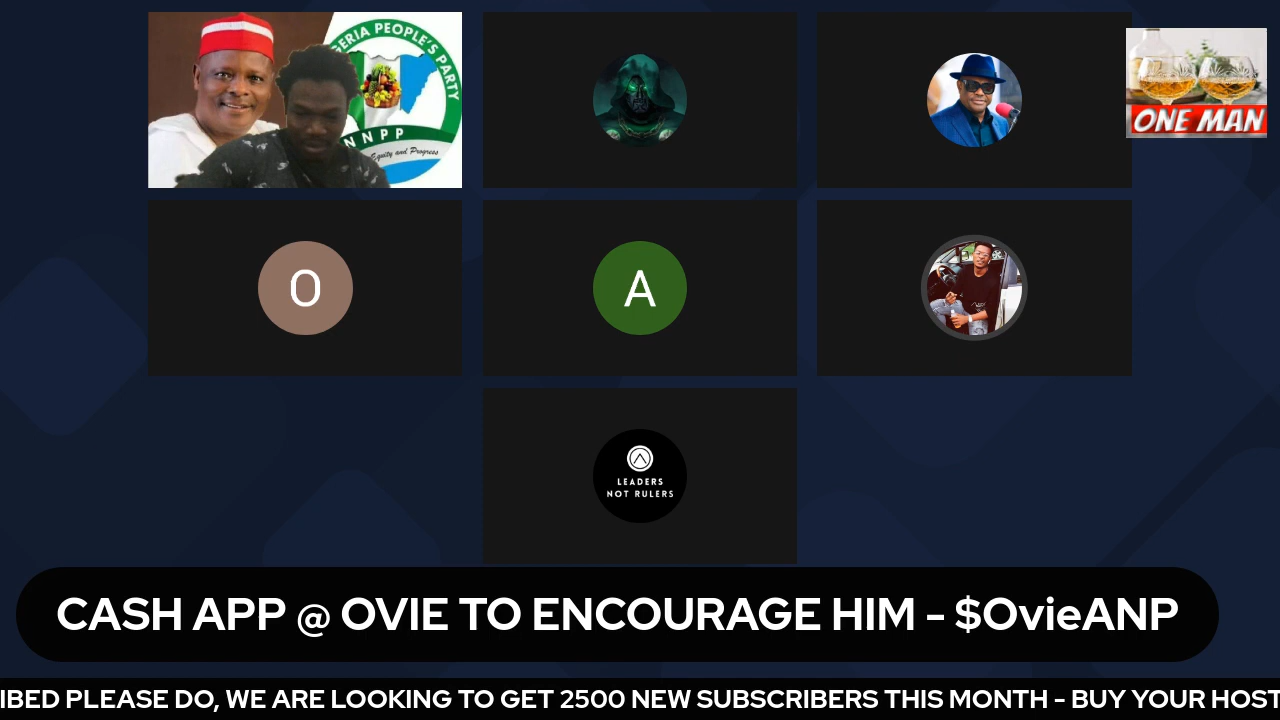 GERIA PEOPLE'S PARTY
NNPP
Equity and Progress
ONE MAN
O
A
LEADERS
NOT RULERS
CASH APP @ OVIE TO ENCOURAGE HIM - $OvieANP
IBED PLEASE DO, WE ARE LOOKING TO GET 2500 NEW SUBSCRIBERS THIS MONTH - BUY YOUR HOST